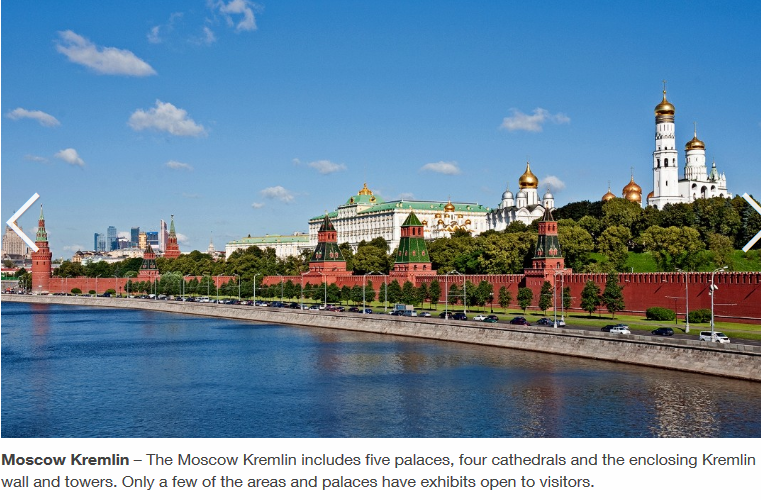 Moscow Kremlin – The Moscow Kremlin includes five palaces, four cathedrals and the enclosing Kremlin
wall and towers. Only a few of the areas and palaces have exhibits open to visitors.